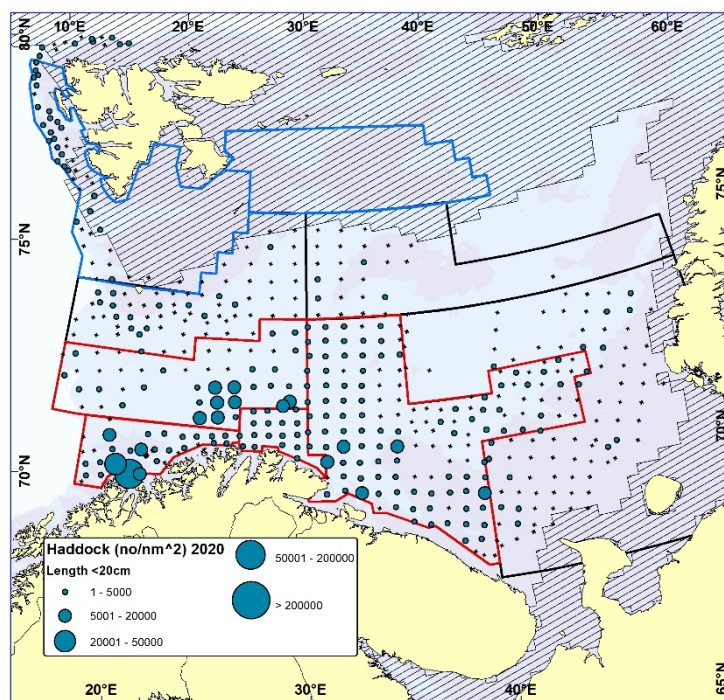 10°E 20°E 30°E 50°E 60°E
80°N
75°N
75°N
70°N
70°N
Haddock (no/nm^2) 2020
Length <20cm
1 - 5000
5001 - 20000
20001 - 50000
50001 - 200000
> 200000
20°E 30°E 40°E
65°N